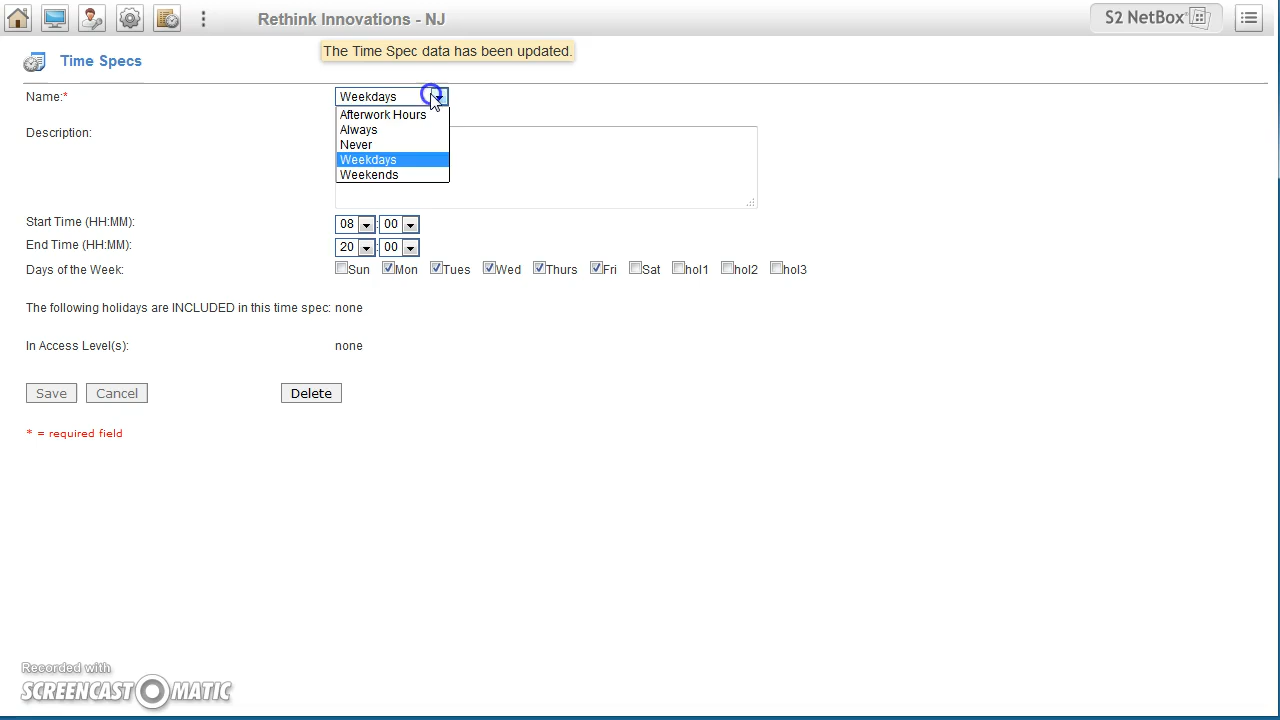 Rethink Innovations - NJ
S2 NetBox
The Time Spec data has been updated.
Time Specs
Name:*
Weekdays
Afterwork Hours
Always
Never
Weekdays
Weekends
Description:
Start Time (HH:MM): 08 : 00
End Time (HH:MM): 20 : 00
Days of the Week: Sun Mon Tues Wed Thurs Fri Sat hol1 hol2 hol3
The following holidays are INCLUDED in this time spec: none
In Access Level(s): none
Save Cancel Delete
* = required field
Recorded with
SCREENCAST-O-MATIC